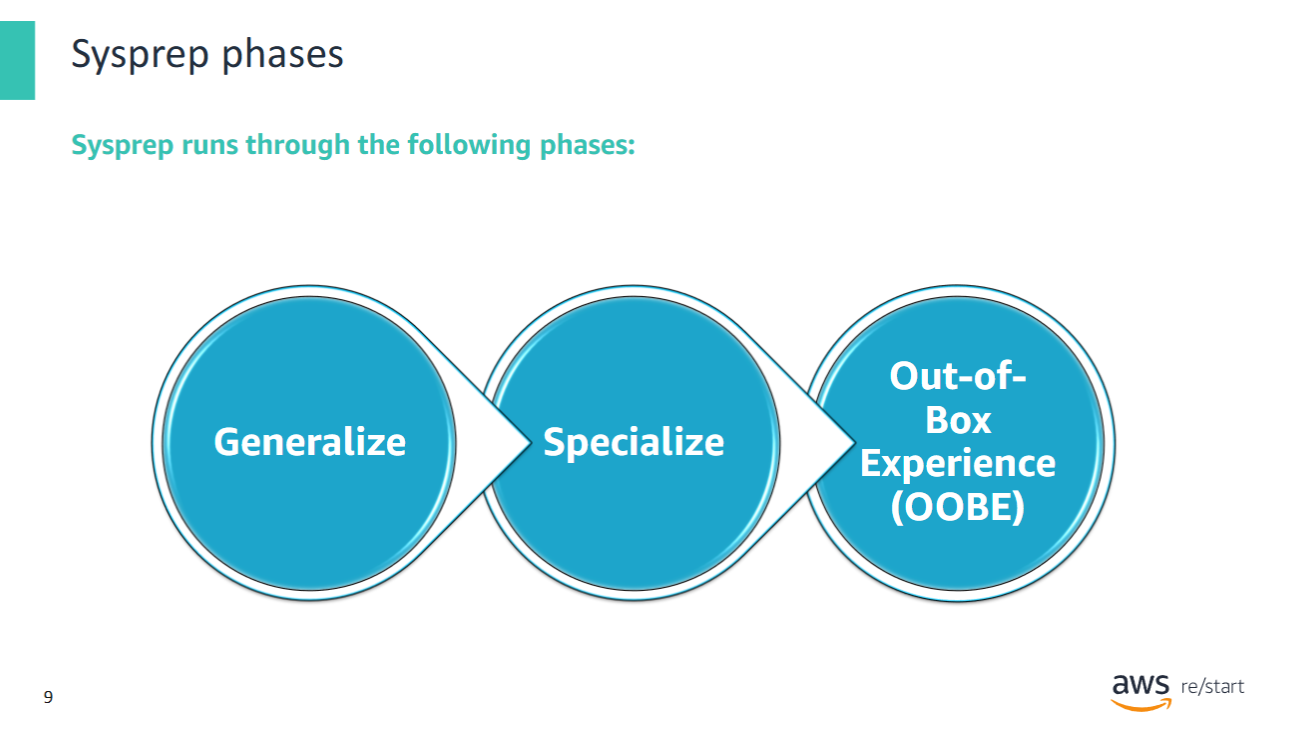 Sysprep phases
Sysprep runs through the following phases:
Generalize
Specialize
Out-of-
Box
Experience
(OOBE)
9
aws re/start